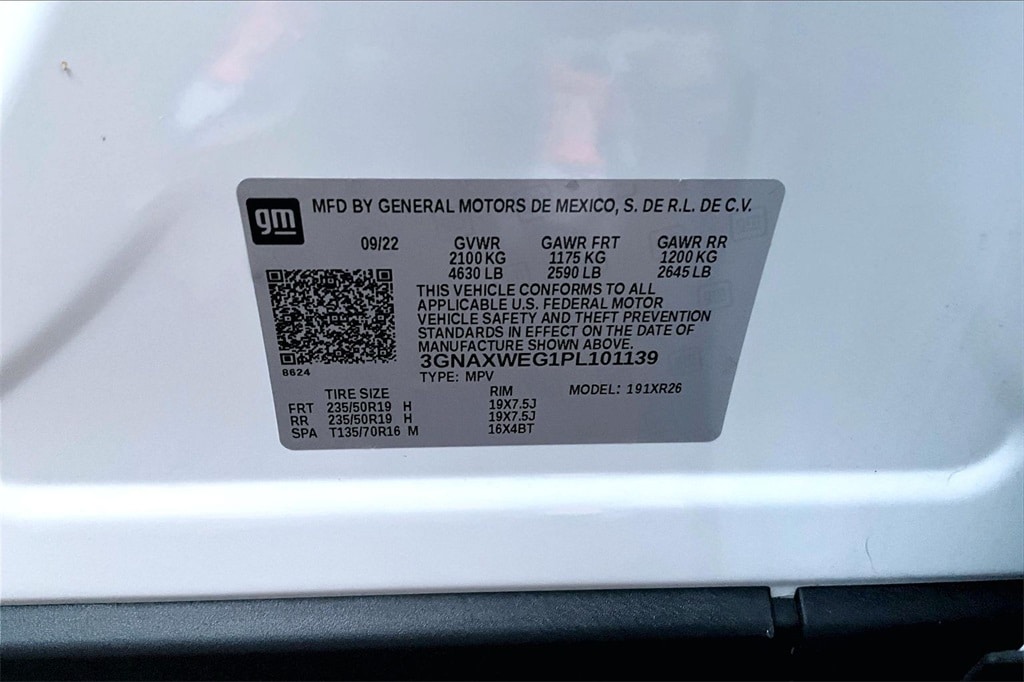 gm
MFD BY GENERAL MOTORS DE MEXICO, S. DE R.L. DE C.V.
09/22 GVWR GAWR FRT GAWR RR
2100 KG 1175 KG 1200 KG
4630 LB 2590 LB 2645 LB
THIS VEHICLE CONFORMS TO ALL
APPLICABLE U.S. FEDERAL MOTOR
VEHICLE SAFETY AND THEFT PREVENTION
STANDARDS IN EFFECT ON THE DATE OF
MANUFACTURE SHOWN ABOVE.
3GNAXWEG1PL101139
8624
TYPE: MPV
TIRE SIZE RIM MODEL: 191XR26
FRT 235/50R19 H 19X7.5J
RR 235/50R19 H 19X7.5J
SPA T135/70R16 M 16X4BT